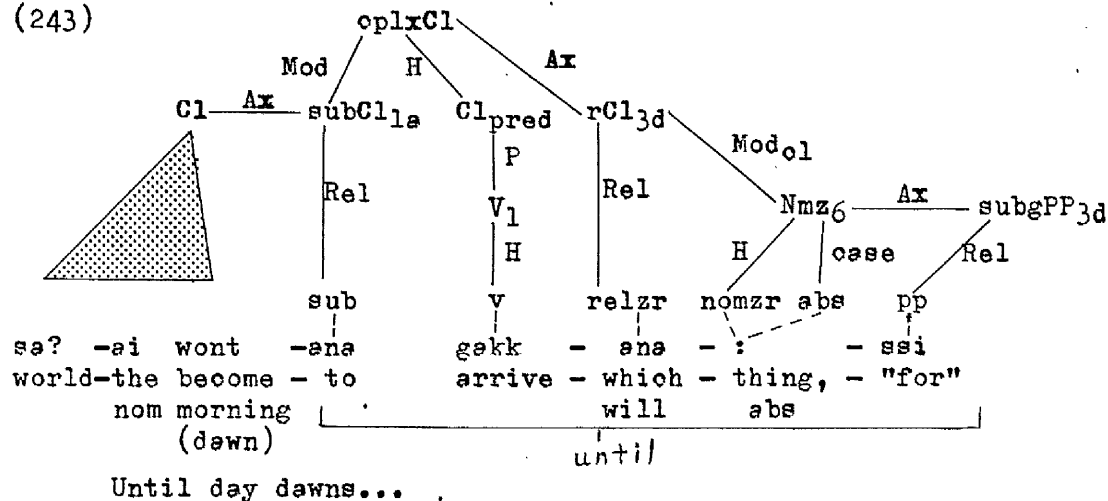 (243)
cplxCl
Mod H Ax
Cl Ax subCl1a Clpred rCl3d
P Modcl
Rel V1 Rel Nmz6 Ax subgPP3d
H H case Rel
sub v relzr nomzr abs pp
sa? -ai wont -ana gakk - ana - : - ssi
world-the become - to arrive - which - thing, - "for"
nom morning will abs
(dawn)
until
Until day dawns...